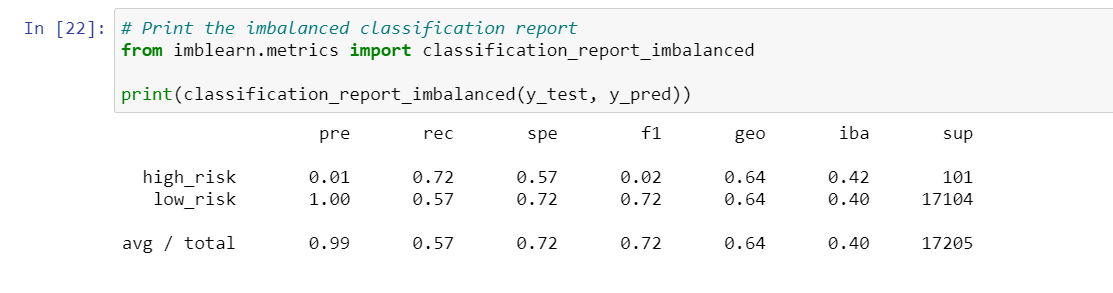 In [22]: # Print the imbalanced classification report
from imblearn.metrics import classification_report_imbalanced
print(classification_report_imbalanced(y_test, y_pred))
pre rec spe f1 geo iba sup
high_risk 0.01 0.72 0.57 0.02 0.64 0.42 101
low_risk 1.00 0.57 0.72 0.72 0.64 0.40 17104
avg / total 0.99 0.57 0.72 0.72 0.64 0.40 17205